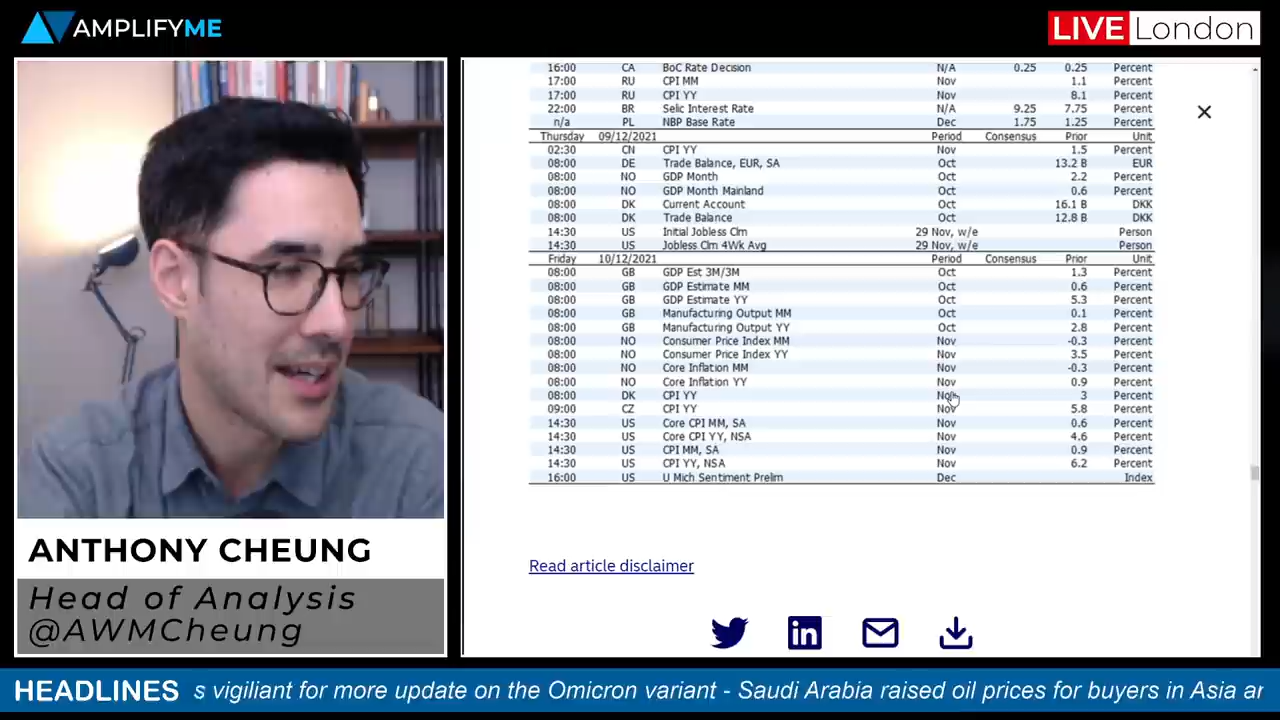 AMPLIFYME
LIVE London
16:00 CA BoC Rate Decision N/A 0.25 0.25 Percent
17:00 RU CPI MM Nov 1.1 Percent
17:00 RU CPI YY Nov 8.1 Percent
22:00 BR Selic Interest Rate N/A 9.25 7.75 Percent
n/a PL NBP Base Rate Dec 1.75 1.25 Percent
Thursday 09/12/2021 Period Consensus Prior Unit
02:30 CN CPI YY Nov 1.5 Percent
08:00 DE Trade Balance, EUR, SA Oct 13.2 B EUR
08:00 NO GDP Month Oct 2.2 Percent
08:00 NO GDP Month Mainland Oct 0.6 Percent
08:00 DK Current Account Oct 16.1 B DKK
08:00 DK Trade Balance Oct 12.8 B DKK
14:30 US Initial Jobless Clm 29 Nov, w/e Person
14:30 US Jobless Clm 4Wk Avg 29 Nov, w/e Person
Friday 10/12/2021 Period Consensus Prior Unit
08:00 GB GDP Est 3M/3M Oct 1.3 Percent
08:00 GB GDP Estimate MM Oct 0.6 Percent
08:00 GB GDP Estimate YY Oct 5.3 Percent
08:00 GB Manufacturing Output MM Oct 0.1 Percent
08:00 GB Manufacturing Output YY Oct 2.8 Percent
08:00 NO Consumer Price Index MM Nov -0.3 Percent
08:00 NO Consumer Price Index YY Nov 3.5 Percent
08:00 NO Core Inflation MM Nov -0.3 Percent
08:00 NO Core Inflation YY Nov 0.9 Percent
08:00 DK CPI YY Nov 3 Percent
09:00 CZ CPI YY Nov 5.8 Percent
14:30 US Core CPI MM, SA Nov 0.6 Percent
14:30 US Core CPI YY, NSA Nov 4.6 Percent
14:30 US CPI MM, SA Nov 0.9 Percent
14:30 US CPI YY, NSA Nov 6.2 Percent
16:00 US U Mich Sentiment Prelim Dec Index
Read article disclaimer
ANTHONY CHEUNG
Head of Analysis
@AWMCheung
HEADLINES s vigilant for more update on the Omicron variant - Saudi Arabia raised oil prices for buyers in Asia ar